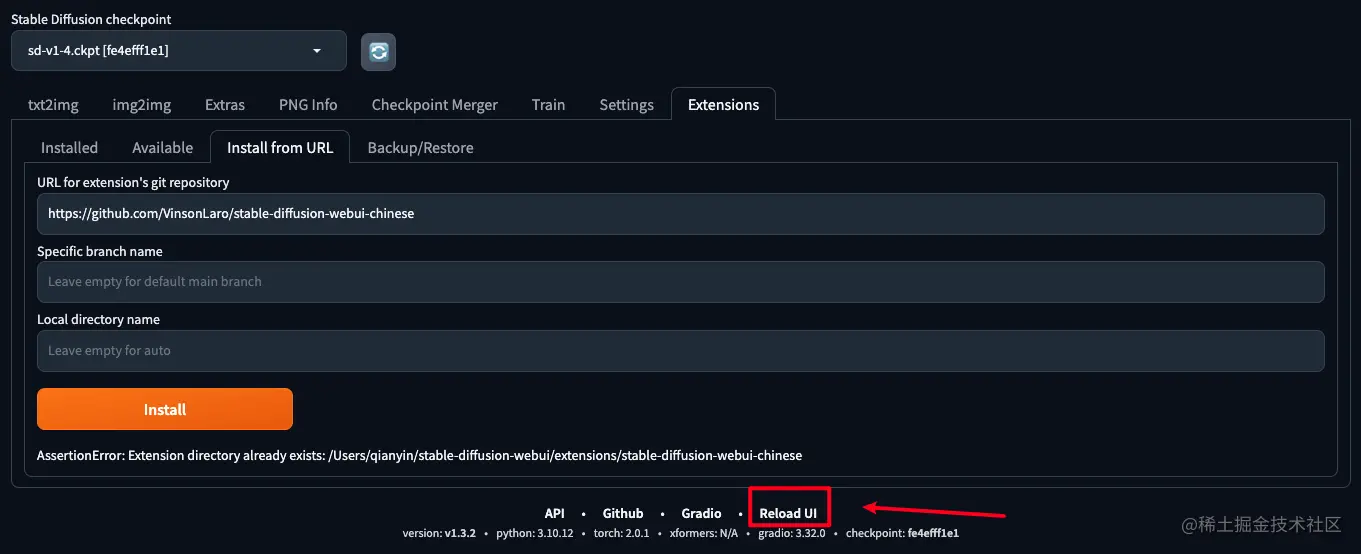 Stable Diffusion checkpoint
sd-v1-4.ckpt [fe4efff1e1]
txt2img img2img Extras PNG Info Checkpoint Merger Train Settings Extensions
Installed Available Install from URL Backup/Restore
URL for extension's git repository
https://github.com/VinsonLaro/stable-diffusion-webui-chinese
Specific branch name
Leave empty for default main branch
Local directory name
Leave empty for auto
Install
AssertionError: Extension directory already exists: /Users/qianyin/stable-diffusion-webui/extensions/stable-diffusion-webui-chinese
API • Github • Gradio • Reload UI
version: v1.3.2 • python: 3.10.12 • torch: 2.0.1 • xformers: N/A • gradio: 3.32.0 • checkpoint: fe4efff1e1
@稀土掘金技术社区